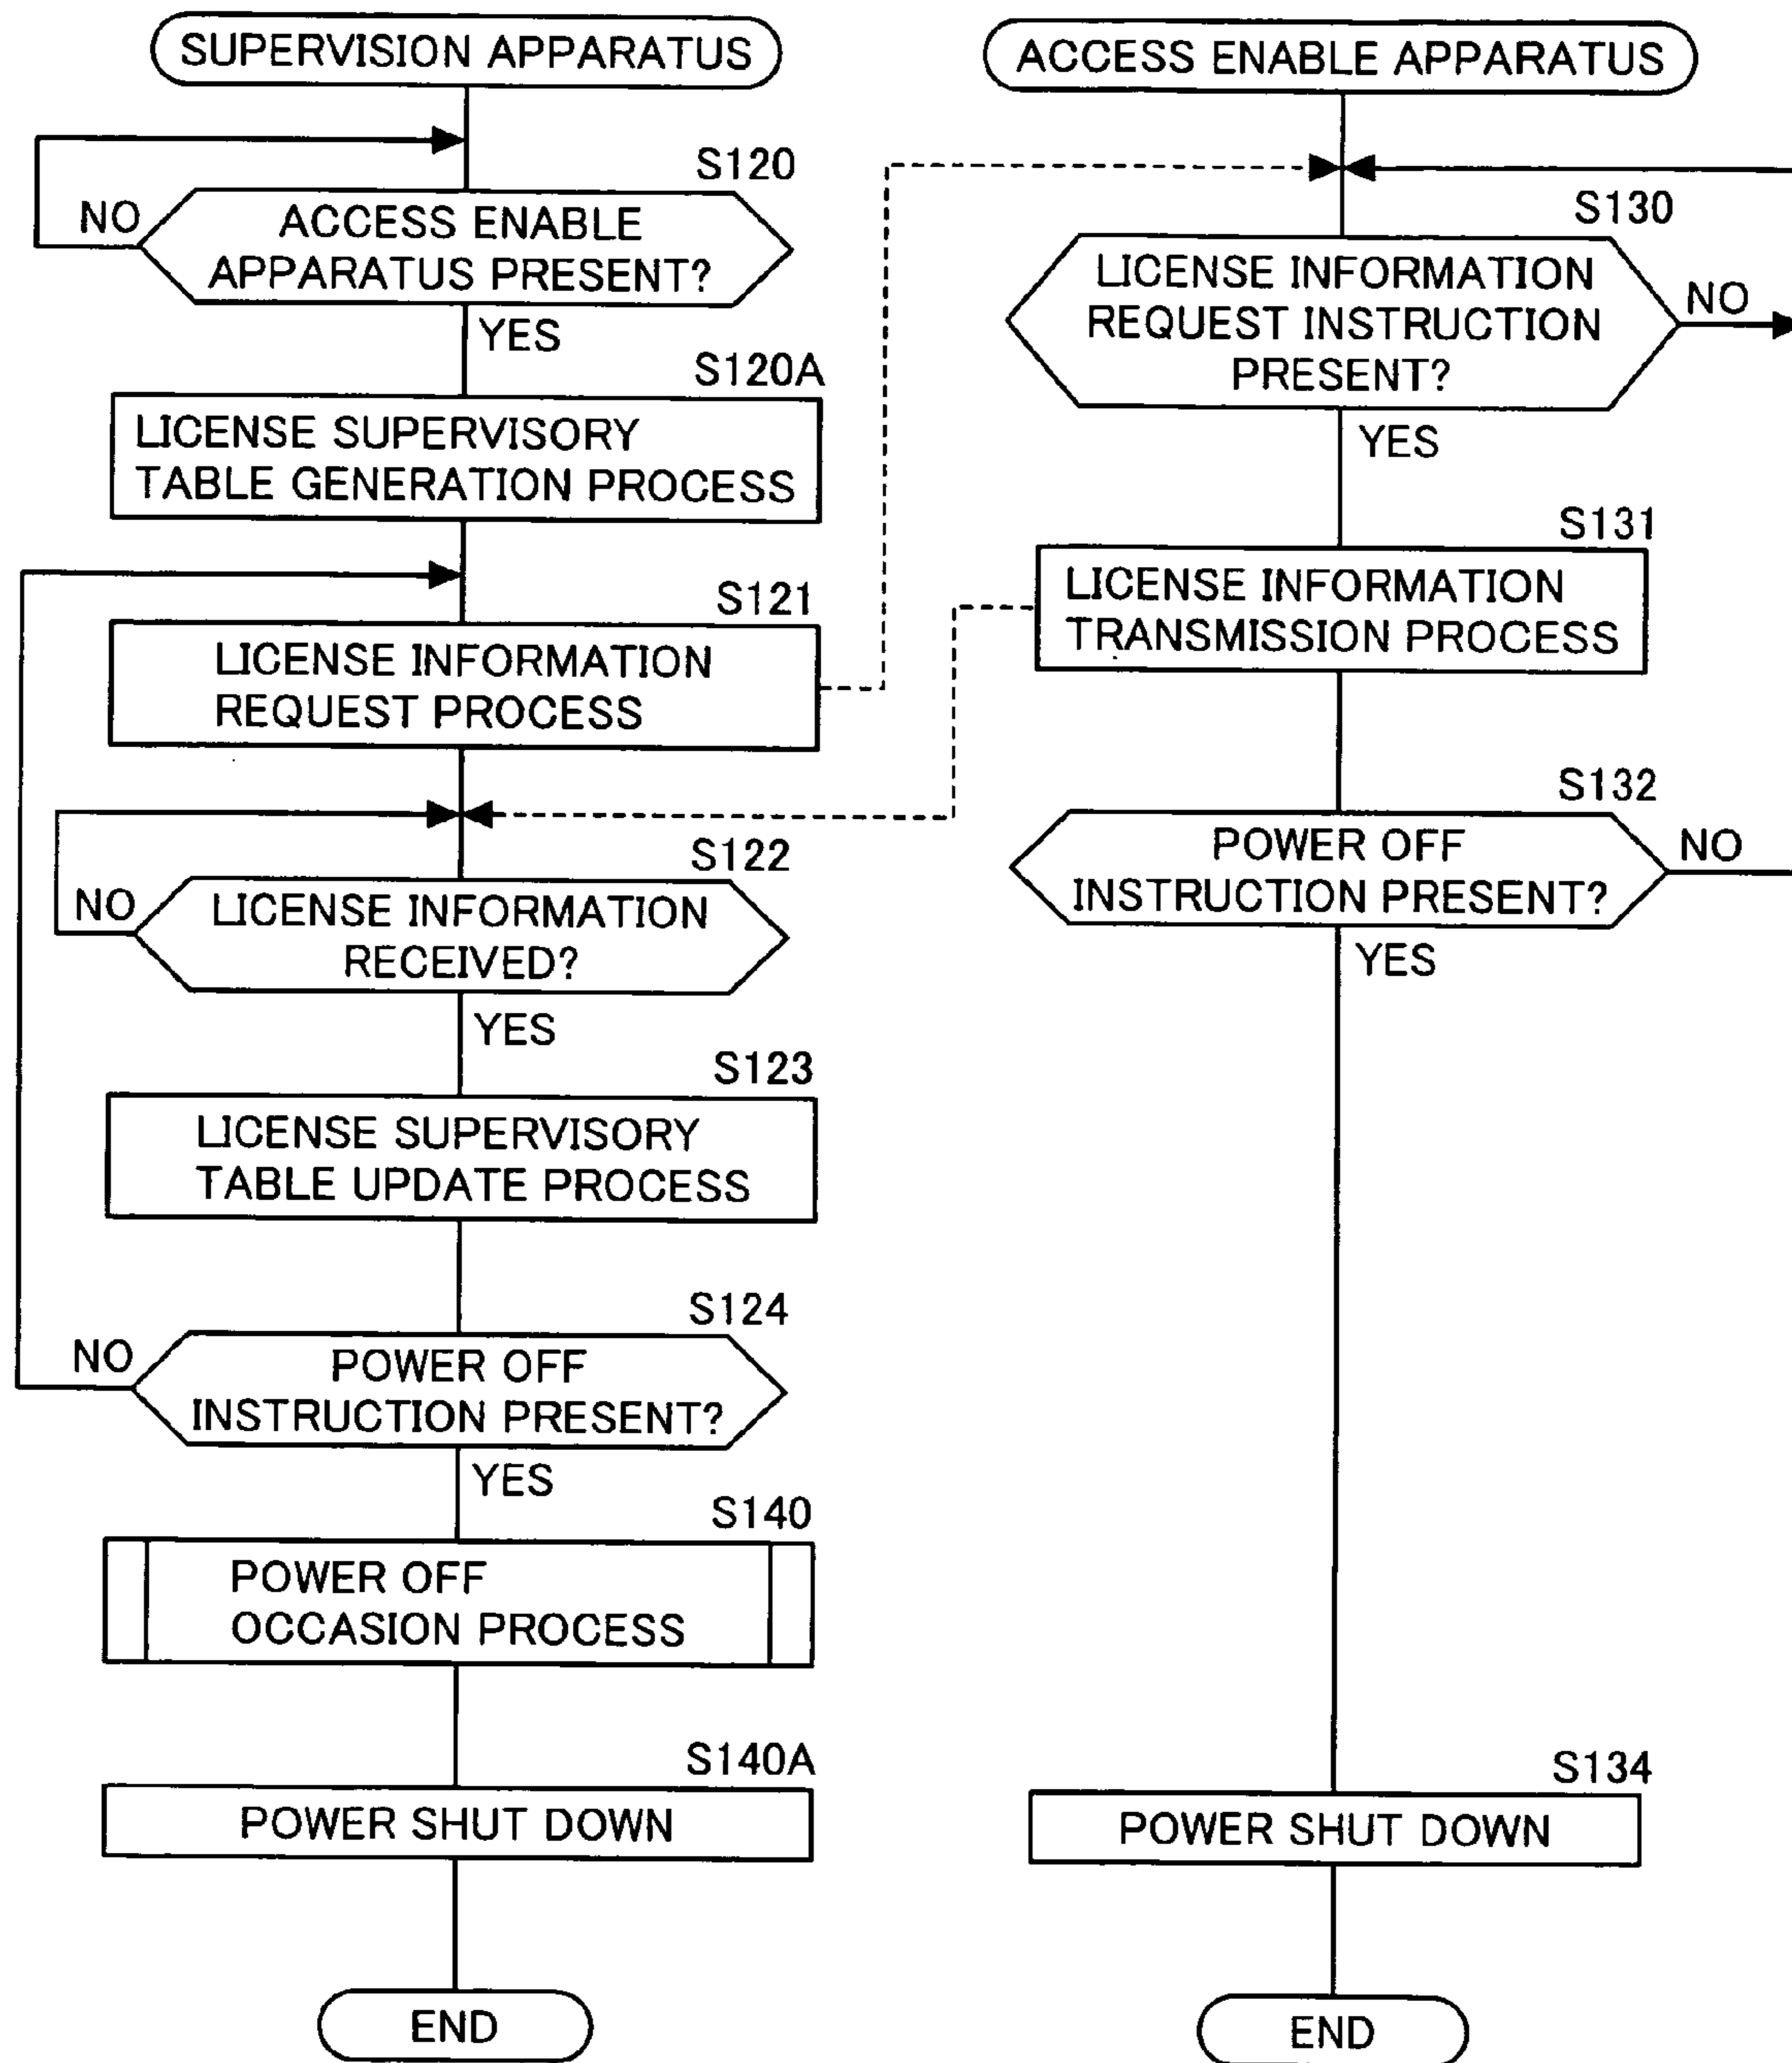 SUPERVISION APPARATUS
S120
NO
ACCESS ENABLE
APPARATUS PRESENT?
YES
S120A
LICENSE SUPERVISORY
TABLE GENERATION PROCESS
S121
LICENSE INFORMATION
REQUEST PROCESS
S122
NO
LICENSE INFORMATION
RECEIVED?
YES
S123
LICENSE SUPERVISORY
TABLE UPDATE PROCESS
S124
NO
POWER OFF
INSTRUCTION PRESENT?
YES
S140
POWER OFF
OCCASION PROCESS
S140A
POWER SHUT DOWN
END
ACCESS ENABLE APPARATUS
S130
LICENSE INFORMATION
REQUEST INSTRUCTION
PRESENT?
NO
YES
S131
LICENSE INFORMATION
TRANSMISSION PROCESS
S132
POWER OFF
INSTRUCTION PRESENT?
NO
YES
S134
POWER SHUT DOWN
END